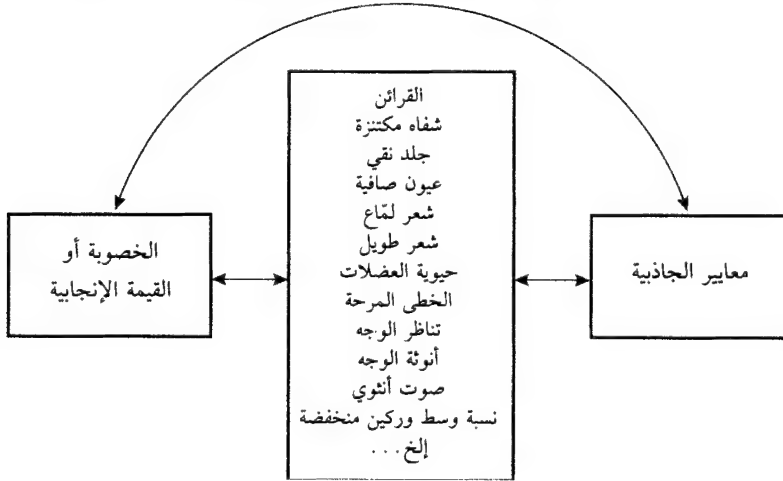 القرائن
شفاه مكتنزة
جلد نقي
عيون صافية
شعر لمّاع
شعر طويل
حيوية العضلات
الخطى المرحة
تناظر الوجه
أنوثة الوجه
صوت أنثوي
نسبة وسط وركين منخفضة
إلخ...
معايير الجاذبية
الخصوبة أو
القيمة الإنجابية